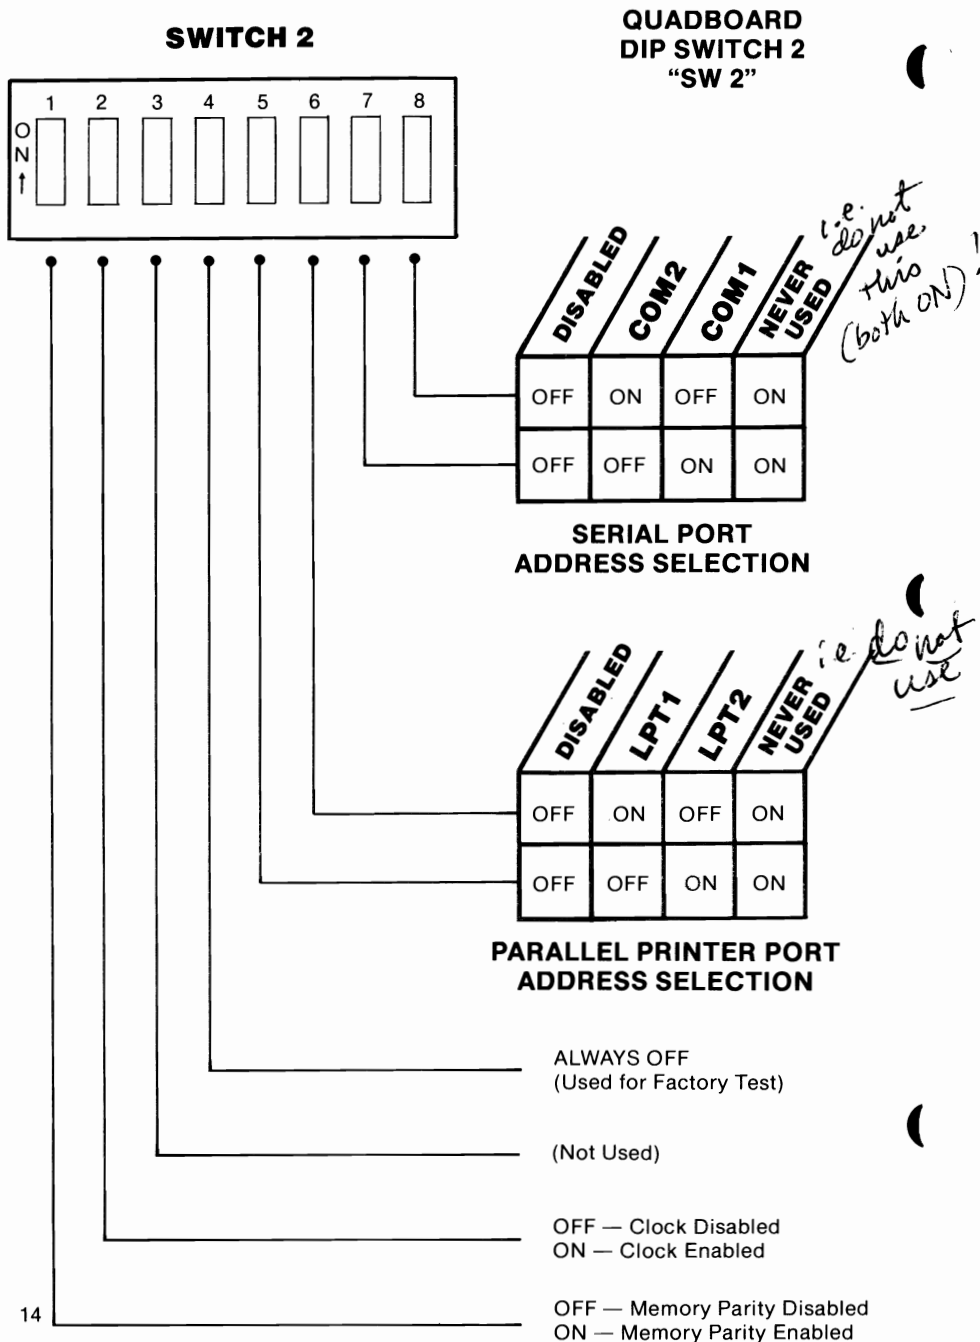 SWITCH 2
QUADBOARD
DIP SWITCH 2
“SW 2”
1 2 3 4 5 6 7 8
ON
↑
DISABLED
COM2
COM1
NEVER
USED
i.e.
do not
use
this
(both ON)!
OFF ON OFF ON
OFF OFF ON ON
SERIAL PORT
ADDRESS SELECTION
DISABLED
LPT1
LPT2
NEVER
USED
i.e. do not
use
OFF ON OFF ON
OFF OFF ON ON
PARALLEL PRINTER PORT
ADDRESS SELECTION
ALWAYS OFF
(Used for Factory Test)
(Not Used)
OFF — Clock Disabled
ON — Clock Enabled
OFF — Memory Parity Disabled
ON — Memory Parity Enabled
14